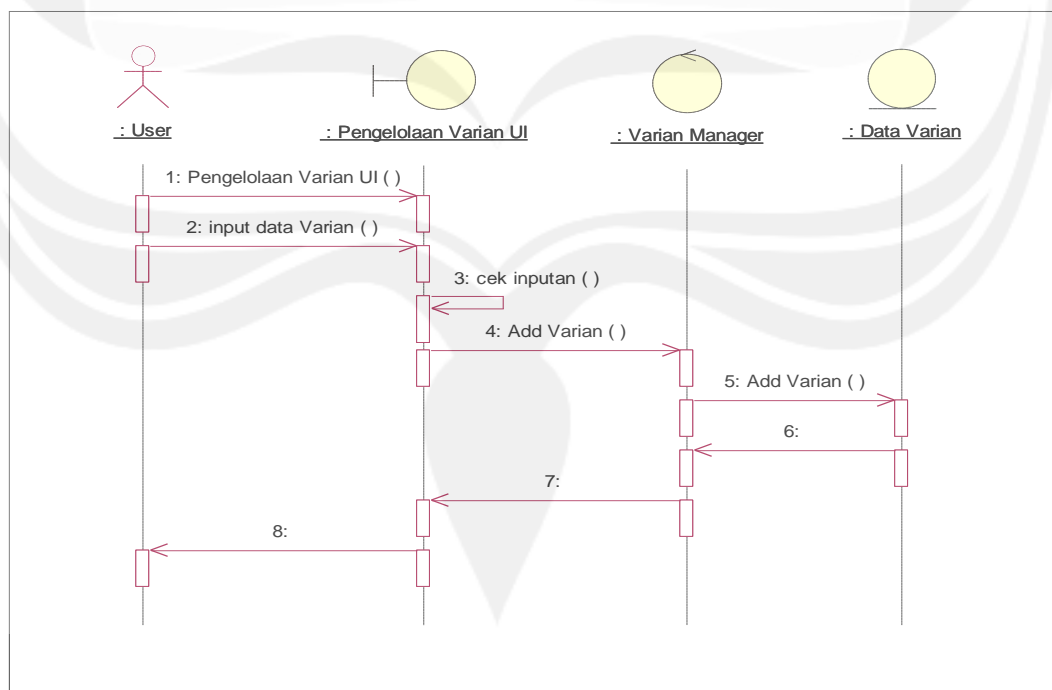 : User
: Pengelolaan Varian UI
: Varian Manager
: Data Varian
1: Pengelolaan Varian UI ( )
2: input data Varian ( )
3: cek inputan ( )
4: Add Varian ( )
5: Add Varian ( )
6:
7:
8: